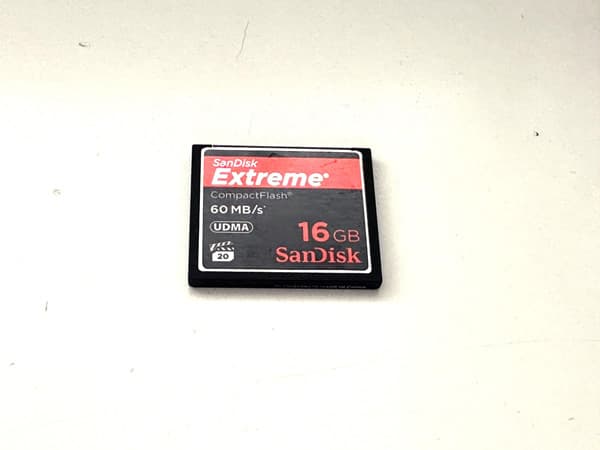 SanDisk
Extreme®
CompactFlash®
60 MB/s*
UDMA
16 GB
20
SanDisk